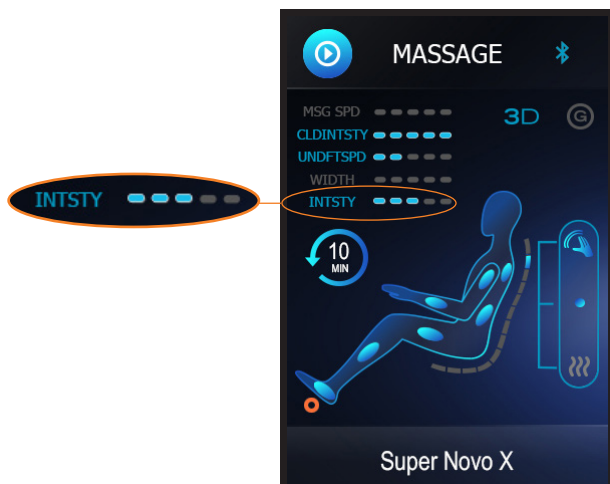 MASSAGE
MSG SPD
3D
G
CLDINTSTY
UNDFTSPD
WIDTH
INTSTY
INTSTY
10
MIN
Super Novo X